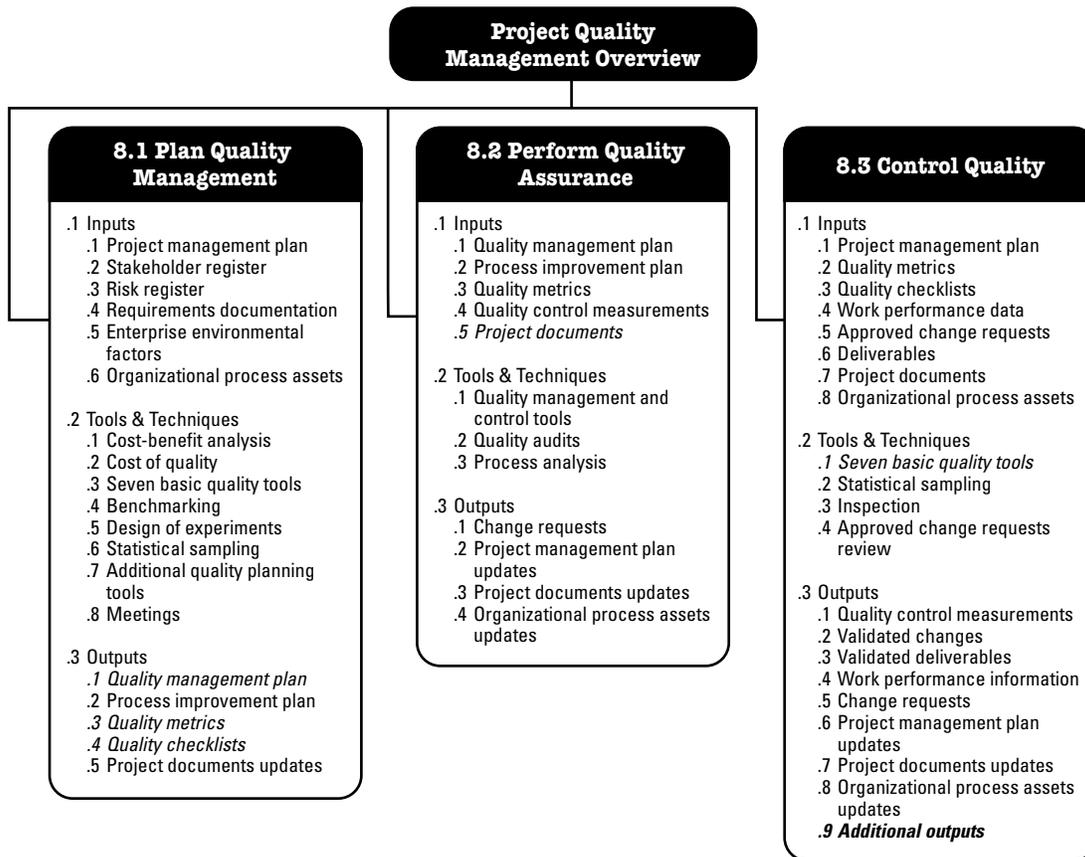 Project Quality
Management Overview
8.1 Plan Quality
Management
.1 Inputs
.1 Project management plan
.2 Stakeholder register
.3 Risk register
.4 Requirements documentation
.5 Enterprise environmental
factors
.6 Organizational process assets
.2 Tools & Techniques
.1 Cost-benefit analysis
.2 Cost of quality
.3 Seven basic quality tools
.4 Benchmarking
.5 Design of experiments
.6 Statistical sampling
.7 Additional quality planning
tools
.8 Meetings
.3 Outputs
.1 Quality management plan
.2 Process improvement plan
.3 Quality metrics
.4 Quality checklists
.5 Project documents updates
8.2 Perform Quality
Assurance
.1 Inputs
.1 Quality management plan
.2 Process improvement plan
.3 Quality metrics
.4 Quality control measurements
.5 Project documents
.2 Tools & Techniques
.1 Quality management and
control tools
.2 Quality audits
.3 Process analysis
.3 Outputs
.1 Change requests
.2 Project management plan
updates
.3 Project documents updates
.4 Organizational process assets
updates
8.3 Control Quality
.1 Inputs
.1 Project management plan
.2 Quality metrics
.3 Quality checklists
.4 Work performance data
.5 Approved change requests
.6 Deliverables
.7 Project documents
.8 Organizational process assets
.2 Tools & Techniques
.1 Seven basic quality tools
.2 Statistical sampling
.3 Inspection
.4 Approved change requests
review
.3 Outputs
.1 Quality control measurements
.2 Validated changes
.3 Validated deliverables
.4 Work performance information
.5 Change requests
.6 Project management plan
updates
.7 Project documents updates
.8 Organizational process assets
updates
.9 Additional outputs